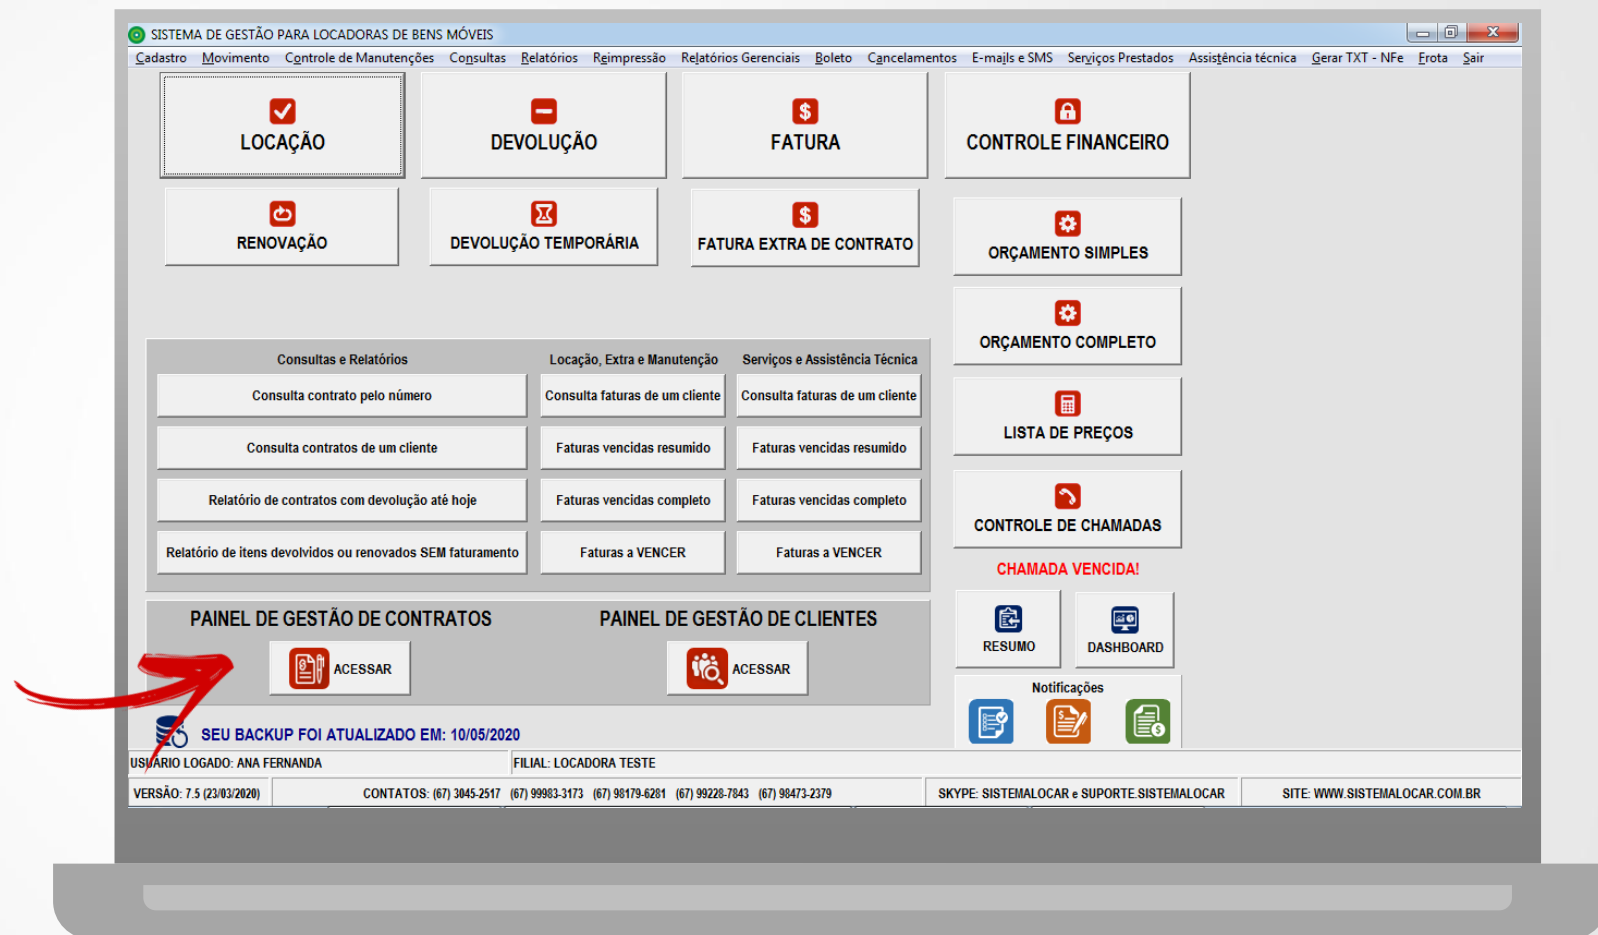 SISTEMA DE GESTÃO PARA LOCADORAS DE BENS MÓVEIS
Cadastro Movimento Controle de Manutenções Consultas Relatórios Reimpressão Relatórios Gerenciais Boleto Cancelamentos E-mails e SMS Serviços Prestados Assistência técnica Gerar TXT - NFe Frota Sair
LOCAÇÃO
DEVOLUÇÃO
FATURA
CONTROLE FINANCEIRO
RENOVAÇÃO
DEVOLUÇÃO TEMPORÁRIA
FATURA EXTRA DE CONTRATO
ORÇAMENTO SIMPLES
ORÇAMENTO COMPLETO
LISTA DE PREÇOS
CONTROLE DE CHAMADAS
CHAMADA VENCIDA!
Consultas e Relatórios
Locação, Extra e Manutenção
Serviços e Assistência Técnica
Consulta contrato pelo número
Consulta faturas de um cliente
Consulta faturas de um cliente
Consulta contratos de um cliente
Faturas vencidas resumido
Faturas vencidas resumido
Relatório de contratos com devolução até hoje
Faturas vencidas completo
Faturas vencidas completo
Relatório de itens devolvidos ou renovados SEM faturamento
Faturas a VENCER
Faturas a VENCER
PAINEL DE GESTÃO DE CONTRATOS
ACESSAR
PAINEL DE GESTÃO DE CLIENTES
ACESSAR
RESUMO
DASHBOARD
Notificações
SEU BACKUP FOI ATUALIZADO EM: 10/05/2020
USUÁRIO LOGADO: ANA FERNANDA
FILIAL: LOCADORA TESTE
VERSÃO: 7.5 (23/03/2020)
CONTATOS: (67) 3045-2517 (67) 99983-3173 (67) 98179-6281 (67) 99228-7843 (67) 98473-2379
SKYPE: SISTEMALOCAR e SUPORTE.SISTEMALOCAR
SITE: WWW.SISTEMALOCAR.COM.BR